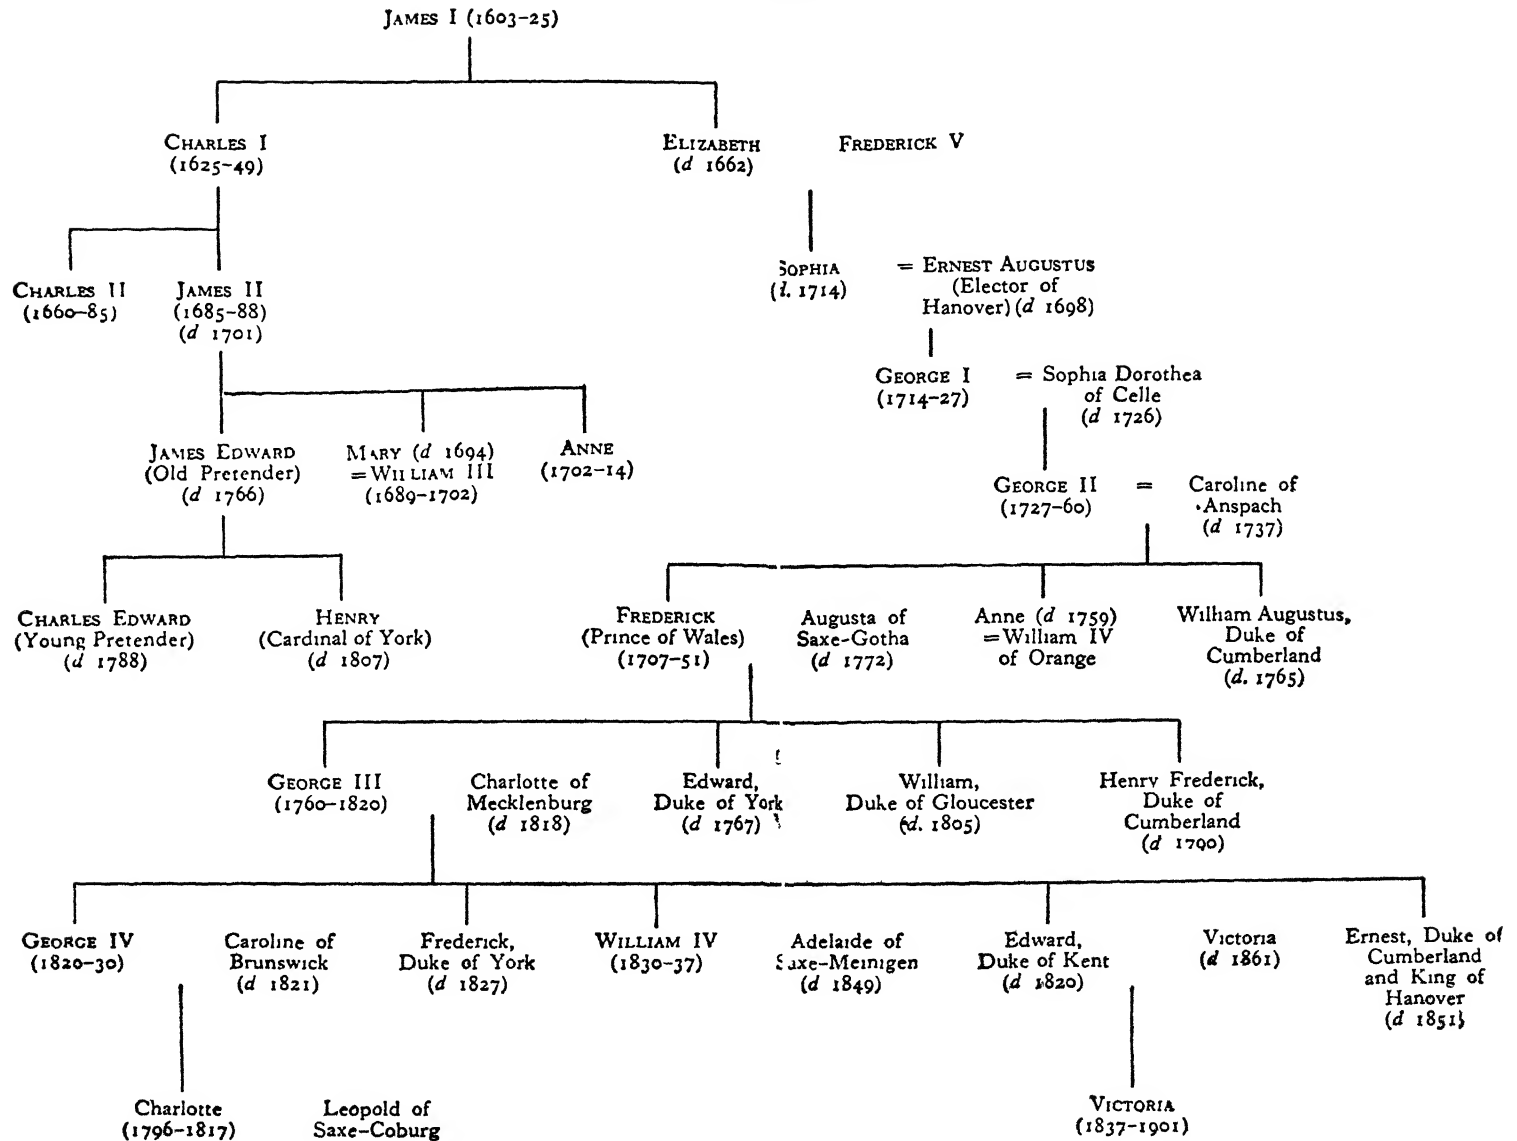 JAMES I (1603-25)
CHARLES I
(1625-49)
ELIZABETH
(d 1662)
FREDERICK V
CHARLES II
(1660-85)
JAMES II
(1685-88)
(d 1701)
SOPHIA
(d. 1714)
= ERNEST AUGUSTUS
(Elector of
Hanover) (d 1698)
GEORGE I
(1714-27)
= Sophia Dorothea
of Celle
(d 1726)
JAMES EDWARD
(Old Pretender)
(d 1766)
MARY (d 1694)
=WILLIAM III
(1689-1702)
ANNE
(1702-14)
GEORGE II
(1727-60)
=
Caroline of
Anspach
(d 1737)
CHARLES EDWARD
(Young Pretender)
(d 1788)
HENRY
(Cardinal of York)
(d 1807)
FREDERICK
(Prince of Wales)
(1707-51)
Augusta of
Saxe-Gotha
(d 1772)
Anne (d 1759)
=William IV
of Orange
William Augustus,
Duke of
Cumberland
(d. 1765)
GEORGE III
(1760-1820)
Charlotte of
Mecklenburg
(d 1818)
Edward,
Duke of York
(d 1767)
William,
Duke of Gloucester
(d. 1805)
Henry Frederick,
Duke of
Cumberland
(d 1790)
GEORGE IV
(1820-30)
Caroline of
Brunswick
(d 1821)
Frederick,
Duke of York
(d 1827)
WILLIAM IV
(1830-37)
Adelaide of
Saxe-Meinigen
(d 1849)
Edward,
Duke of Kent
(d 1820)
Victoria
(d 1861)
Ernest, Duke of
Cumberland
and King of
Hanover
(d 1851)
Charlotte
(1796-1817)
Leopold of
Saxe-Coburg
VICTORIA
(1837-1901)